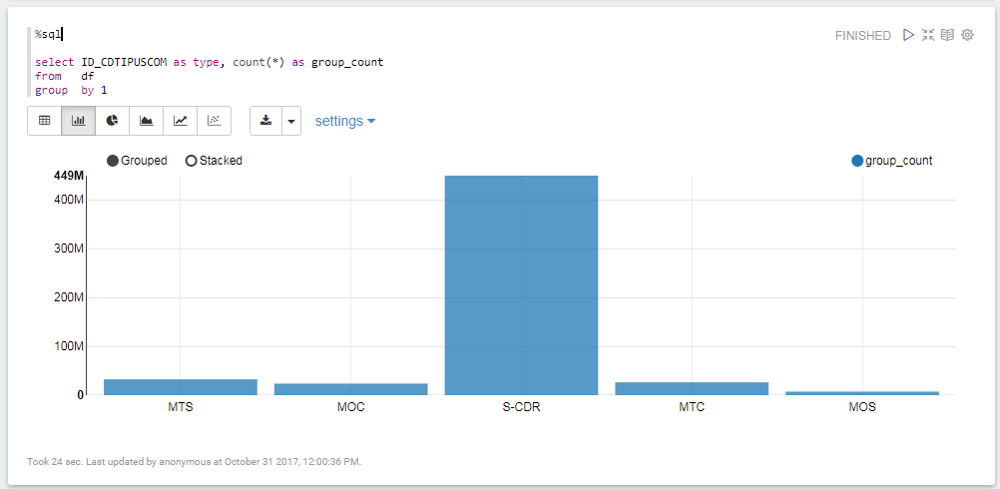 %sql
FINISHED
select ID_CDTIPUSCOM as type, count(*) as group_count
from df
group by 1
settings
Grouped Stacked group_count
449M
400M
300M
200M
100M
0
MTS MOC S-CDR MTC MOS
Took 24 sec. Last updated by anonymous at October 31 2017, 12:00:36 PM.